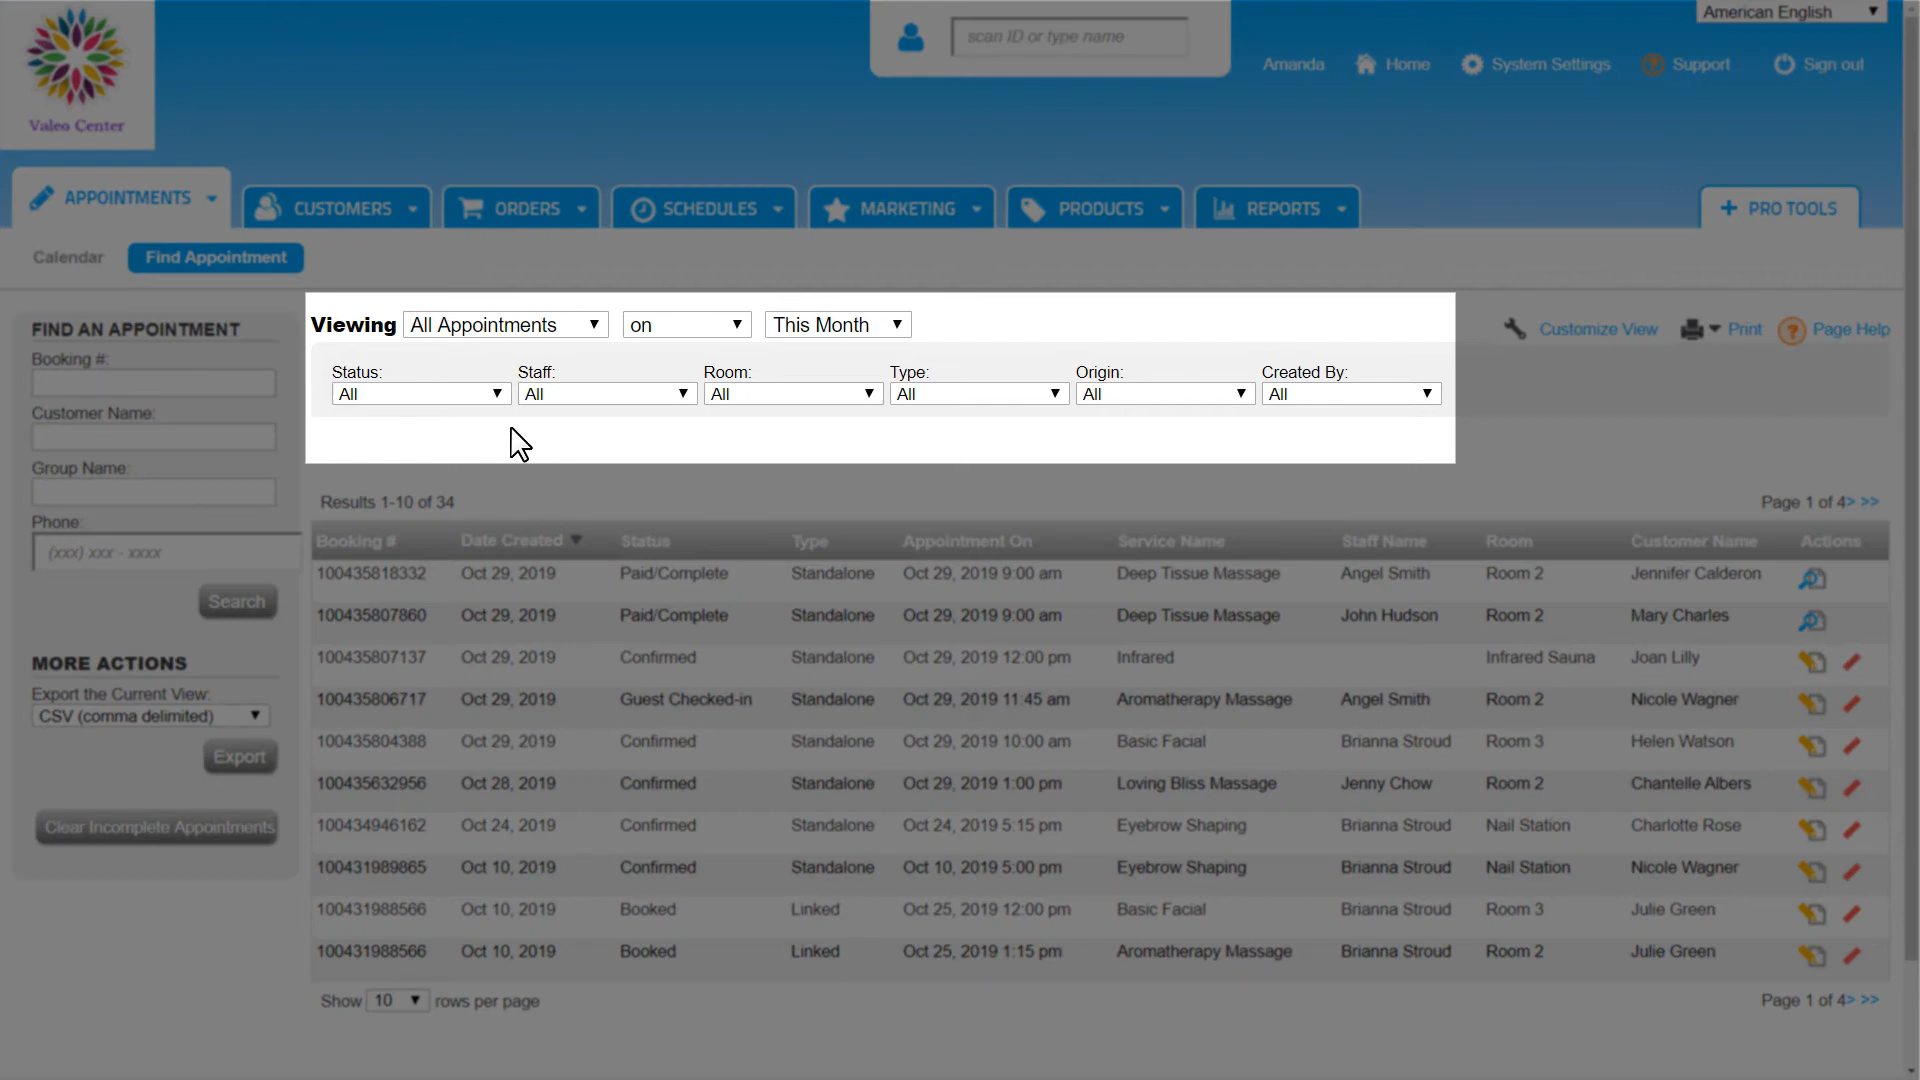 Valeo Center
scan ID or type name
American English
Amanda Home System Settings Support Sign out
APPOINTMENTS CUSTOMERS ORDERS SCHEDULES MARKETING PRODUCTS REPORTS + PRO TOOLS
Calendar Find Appointment
FIND AN APPOINTMENT
Booking #:
Customer Name:
Group Name:
Phone:
(xxx) xxx - xxxx
Search
MORE ACTIONS
Export the Current View:
CSV (comma delimited)
Export
Clear Incomplete Appointments
Viewing All Appointments on This Month
Customize View Print ? Page Help
Status: Staff: Room: Type: Origin: Created By:
All All All All All All
Results 1-10 of 34 Page 1 of 4> >>
Booking # Date Created Status Type Appointment On Service Name Staff Name Room Customer Name Actions
100435818332 Oct 29, 2019 Paid/Complete Standalone Oct 29, 2019 9:00 am Deep Tissue Massage Angel Smith Room 2 Jennifer Calderon
100435807860 Oct 29, 2019 Paid/Complete Standalone Oct 29, 2019 9:00 am Deep Tissue Massage John Hudson Room 2 Mary Charles
100435807137 Oct 29, 2019 Confirmed Standalone Oct 29, 2019 12:00 pm Infrared Infrared Sauna Joan Lilly
100435806717 Oct 29, 2019 Guest Checked-in Standalone Oct 29, 2019 11:45 am Aromatherapy Massage Angel Smith Room 2 Nicole Wagner
100435804388 Oct 29, 2019 Confirmed Standalone Oct 29, 2019 10:00 am Basic Facial Brianna Stroud Room 3 Helen Watson
100435632956 Oct 28, 2019 Confirmed Standalone Oct 29, 2019 1:00 pm Loving Bliss Massage Jenny Chow Room 2 Chantelle Albers
100434946162 Oct 24, 2019 Confirmed Standalone Oct 24, 2019 5:15 pm Eyebrow Shaping Brianna Stroud Nail Station Charlotte Rose
100431989865 Oct 10, 2019 Confirmed Standalone Oct 10, 2019 5:00 pm Eyebrow Shaping Brianna Stroud Nail Station Nicole Wagner
100431988566 Oct 10, 2019 Booked Linked Oct 25, 2019 12:00 pm Basic Facial Brianna Stroud Room 3 Julie Green
100431988566 Oct 10, 2019 Booked Linked Oct 25, 2019 1:15 pm Aromatherapy Massage Brianna Stroud Room 2 Julie Green
Show 10 rows per page Page 1 of 4> >>